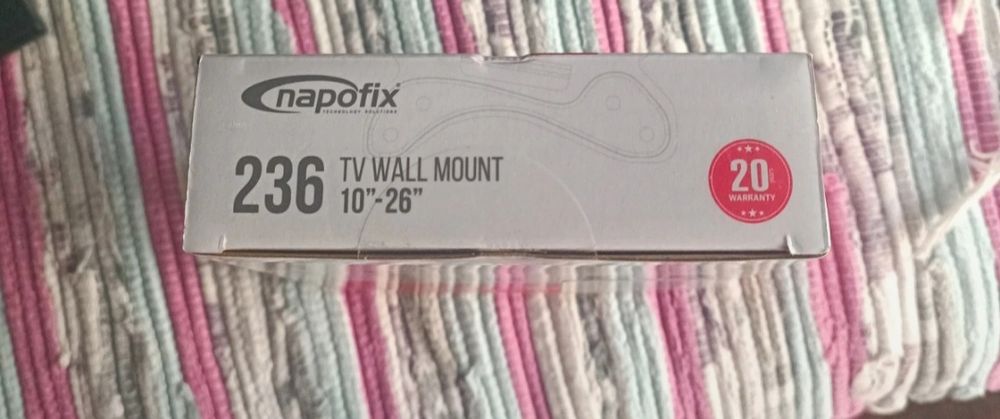 napofix
TECHNOLOGY SOLUTIONS
236
TV WALL MOUNT
10”-26”
20
WARRANTY